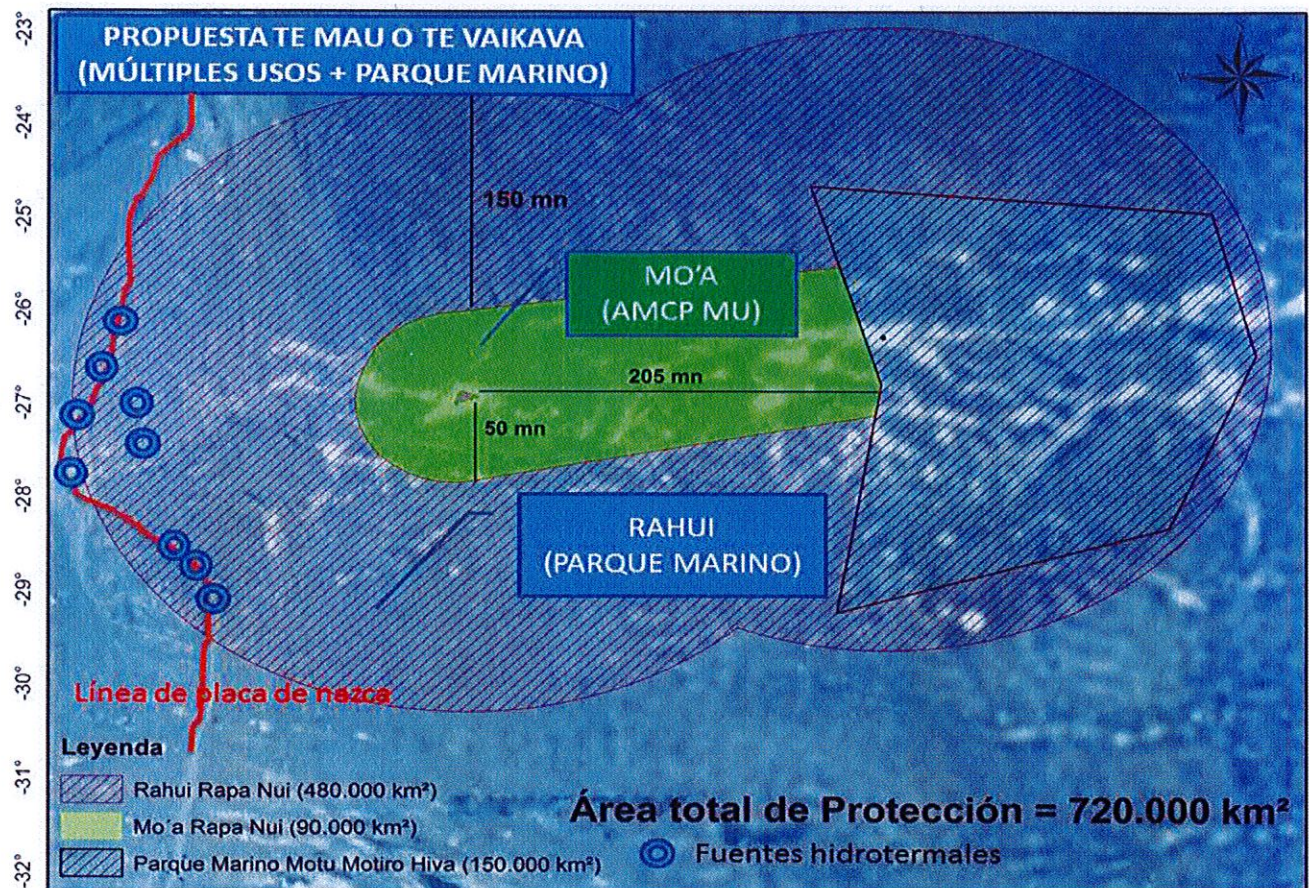 PROPUESTA TE MAU O TE VAIKAVA
(MÚLTIPLES USOS + PARQUE MARINO)
-23°
-24°
-25°
-26°
-27°
-28°
-29°
-30°
-31°
-32°
150 mn
MO'A
(AMCP MU)
205 mn
50 mn
RAHUI
(PARQUE MARINO)
Línea de placa de nazca
Leyenda
Rahui Rapa Nui (480.000 km²)
Mo´a Rapa Nui (90.000 km²)
Parque Marino Motu Motiro Hiva (150.000 km²)
Área total de Protección = 720.000 km²
Fuentes hidrotermales